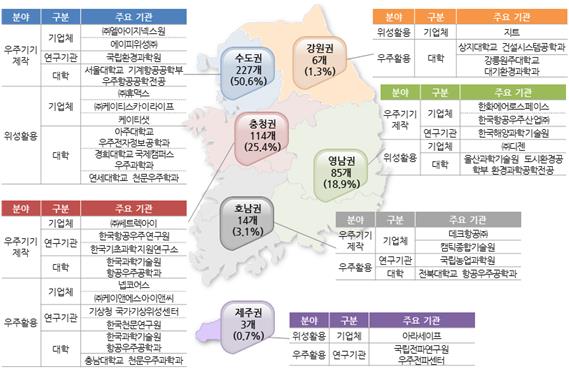 분야 구분 주요 기관
우주기기
제작
기업체
㈜엘아이지넥스원
에이피위성㈜
연구기관
국립환경과학원
대학
서울대학교 기계항공공학부
우주항공공학전공
위성활용
기업체
㈜휴맥스
㈜케이티스카이라이프
케이티샛
대학
아주대학교
우주전자정보공학과
경희대학교 국제캠퍼스
우주과학과
연세대학교 천문우주학과
수도권
227개
(50,6%)
강원권
6개
(1,3%)
분야 구분 주요 기관
위성활용 기업체 지트
우주활용 대학
상지대학교 건설시스템공학과
강릉원주대학교
대기환경과학과
분야 구분 주요 기관
우주기기
제작
기업체
한화에어로스페이스
한국항공우주산업㈜
연구기관 한국해양과학기술원
위성활용
기업체 ㈜디젠
대학
울산과학기술원 도시환경공
학부 환경과학공학전공
충청권
114개
(25,4%)
영남권
85개
(18,9%)
호남권
14개
(3,1%)
분야 구분 주요 기관
우주기기
제작
기업체
㈜쎄트렉아이
연구기관
한국항공우주연구원
한국기초과학지원연구소
대학
한국과학기술원
항공우주공학과
우주활용
기업체
넵코어스
㈜케이앤에스아이앤씨
연구기관
기상청 국가기상위성센터
한국천문연구원
대학
한국과학기술원
항공우주공학과
충남대학교 천문우주과학과
분야 구분 주요 기관
우주기기
제작
기업체
데크항공㈜
캠틱종합기술원
우주활용
연구기관 국립농업과학원
대학 전북대학교 항공우주공학과
제주권
3개
(0,7%)
분야 구분 주요 기관
위성활용 기업체 아라세이프
우주활용 연구기관
국립전파연구원
우주전파센터